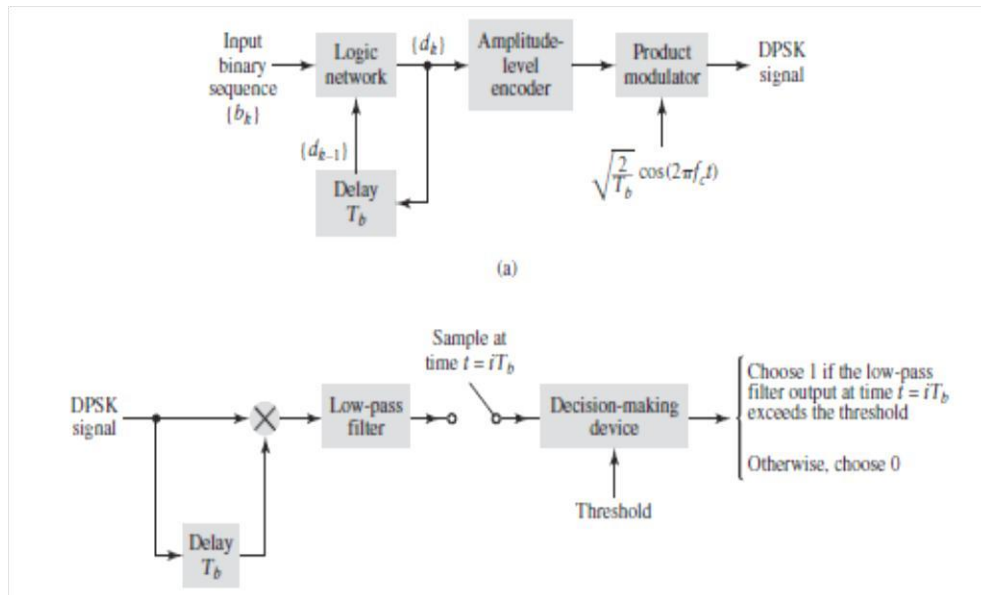 Input
binary
sequence
{b_k}
Logic
network
{d_k}
Amplitude-
level
encoder
Product
modulator
DPSK
signal
{d_{k-1}}
Delay
T_b
√(2/T_b) cos(2πf_ct)
(a)
Sample at
time t = iT_b
DPSK
signal
Low-pass
filter
Decision-making
device
Choose 1 if the low-pass
filter output at time t = iT_b
exceeds the threshold
Otherwise, choose 0
Threshold
Delay
T_b